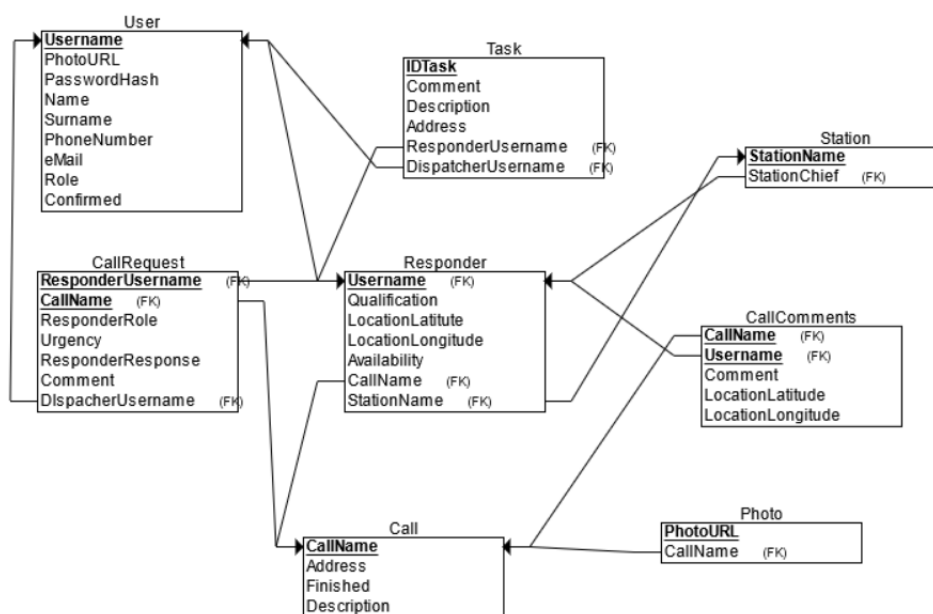 User
Username
PhotoURL
PasswordHash
Name
Surname
PhoneNumber
eMail
Role
Confirmed
Task
IDTask
Comment
Description
Address
ResponderUsername (FK)
DispatcherUsername (FK)
Station
StationName
StationChief (FK)
CallRequest
ResponderUsername (FK)
CallName (FK)
ResponderRole
Urgency
ResponderResponse
Comment
DIspacherUsername (FK)
Responder
Username (FK)
Qualification
LocationLatitute
LocationLongitude
Availability
CallName (FK)
StationName (FK)
CallComments
CallName (FK)
Username (FK)
Comment
LocationLatitude
LocationLongitude
Call
CallName
Address
Finished
Description
Photo
PhotoURL
CallName (FK)